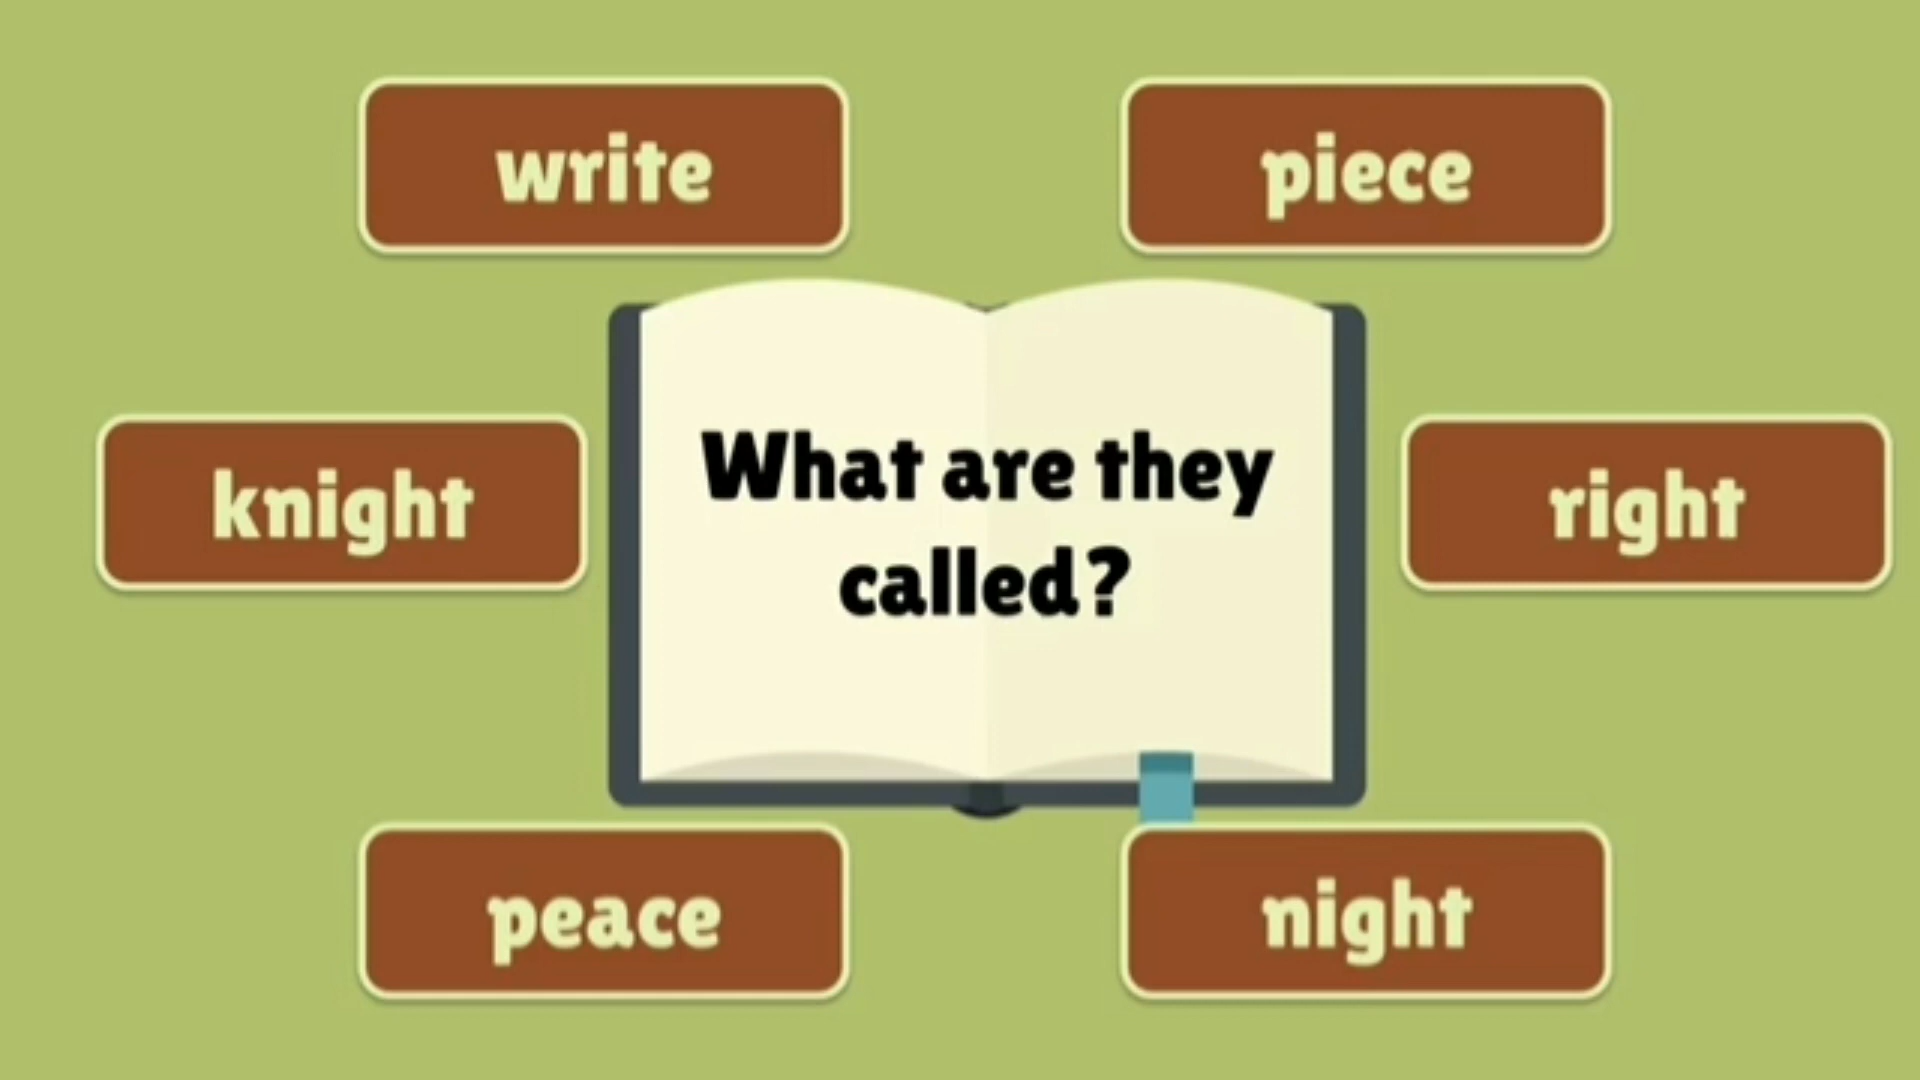 write
piece
What are they
called?
knight
right
peace
night